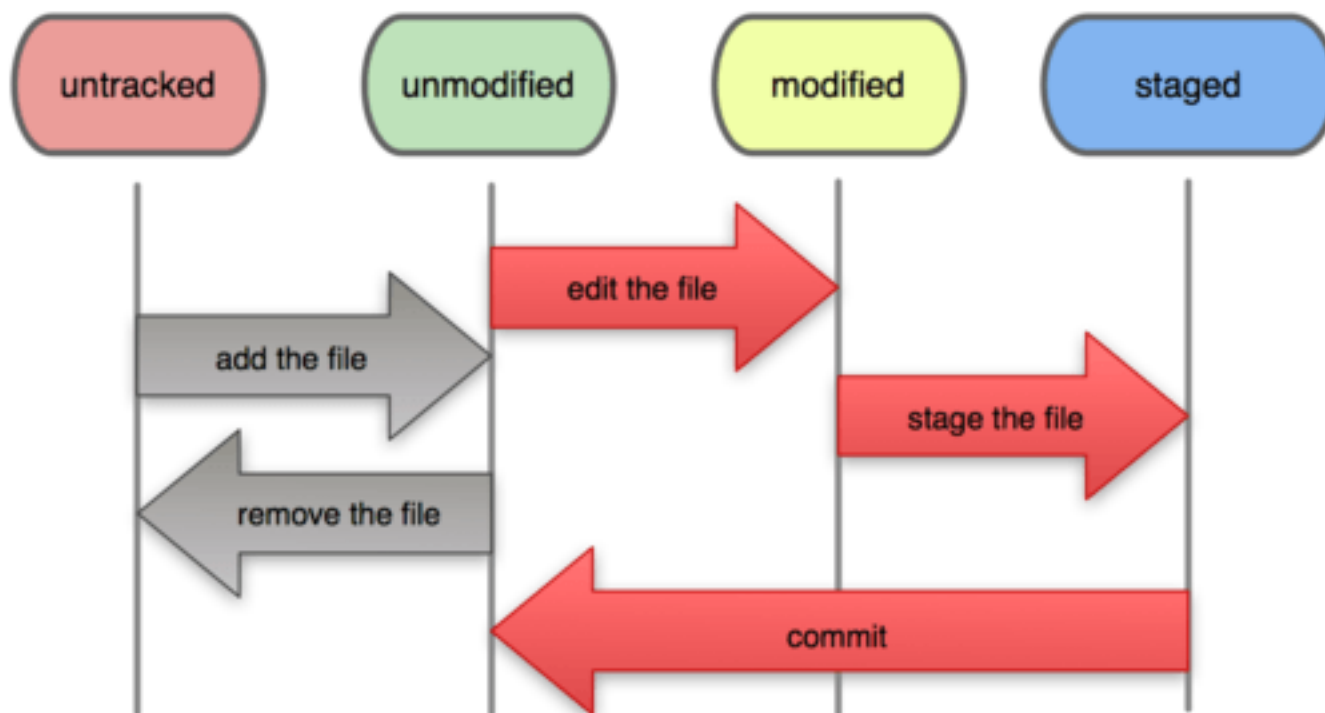 untracked
unmodified
modified
staged
edit the file
add the file
stage the file
remove the file
commit